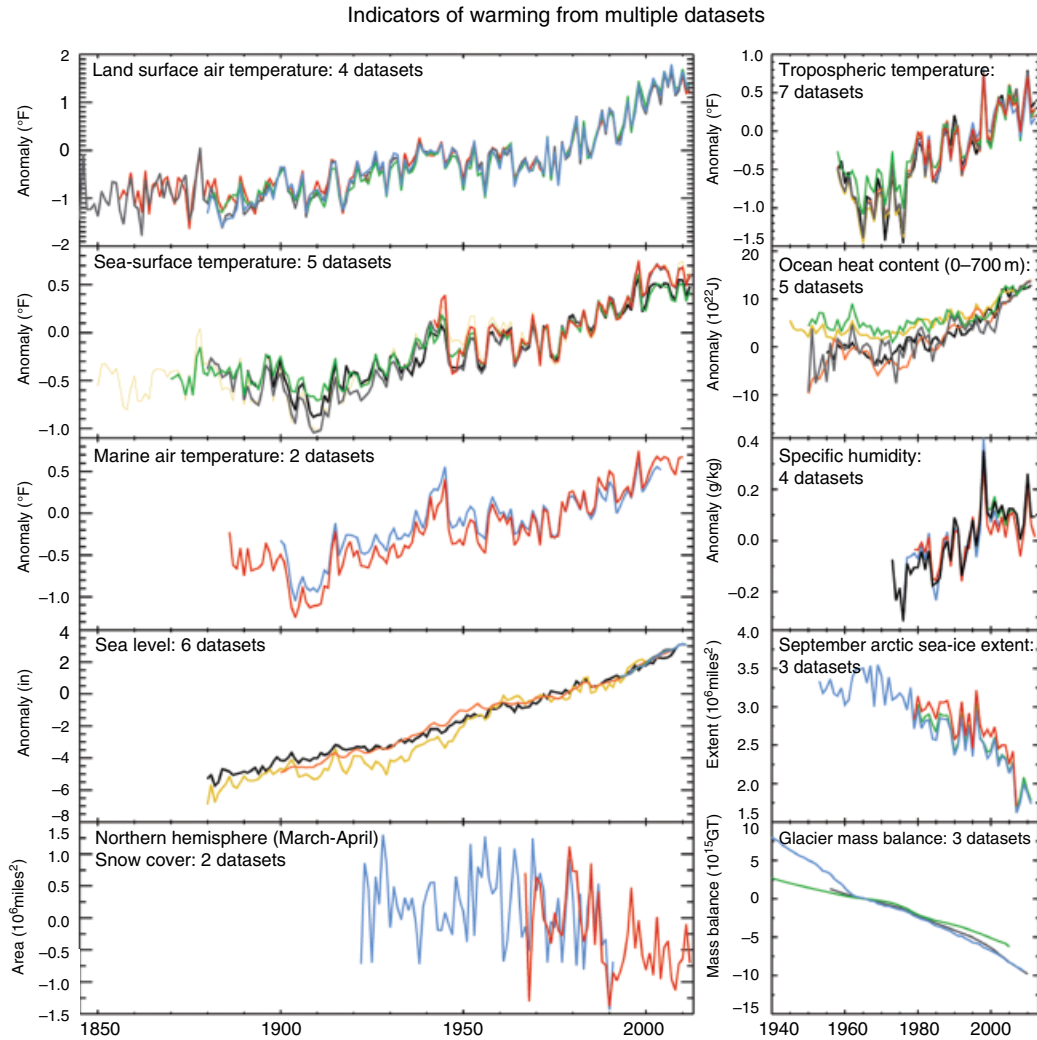 Indicators of warming from multiple datasets
Land surface air temperature: 4 datasets
Anomaly (°F)
2
1
0
−1
−2
Sea-surface temperature: 5 datasets
Anomaly (°F)
0.5
0.0
−0.5
−1.0
Marine air temperature: 2 datasets
Anomaly (°F)
0.5
0.0
−0.5
−1.0
Sea level: 6 datasets
Anomaly (in)
4
2
0
−2
−4
−6
−8
Northern hemisphere (March-April)
Snow cover: 2 datasets
Area (10⁶miles²)
1.5
1.0
0.5
0.0
−0.5
−1.0
−1.5
1850
1900
1950
2000
Tropospheric temperature:
7 datasets
Anomaly (°F)
1.0
0.5
0.0
−0.5
−1.0
−1.5
Ocean heat content (0–700 m):
5 datasets
Anomaly (10²²J)
20
10
0
−10
Specific humidity:
4 datasets
Anomaly (g/kg)
0.4
0.2
0.0
−0.2
September arctic sea-ice extent:
3 datasets
Extent (10⁶miles²)
4.0
3.5
3.0
2.5
2.0
1.5
Glacier mass balance: 3 datasets
Mass balance (10¹⁵GT)
10
5
0
−5
−10
−15
1940
1960
1980
2000